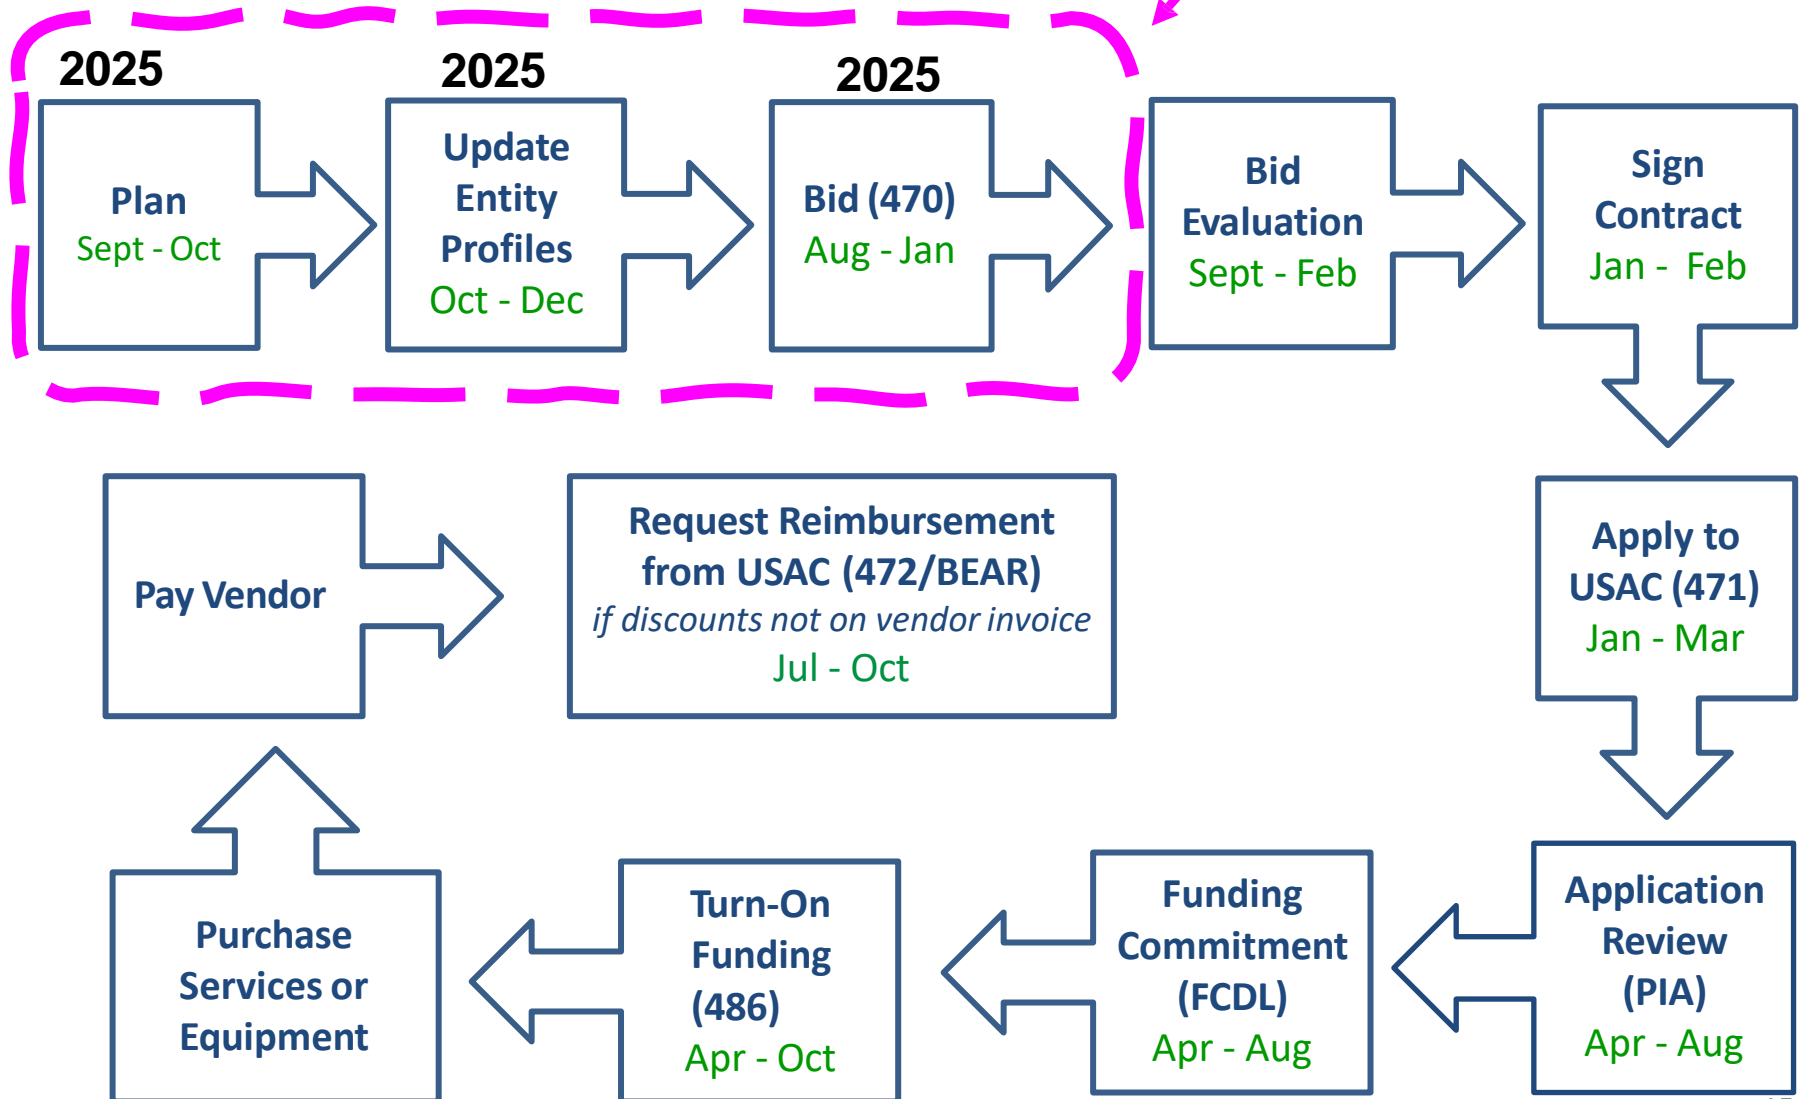 2025
2025
2025
Plan
Sept - Oct
Update
Entity
Profiles
Oct - Dec
Bid (470)
Aug - Jan
Bid
Evaluation
Sept - Feb
Sign
Contract
Jan - Feb
Apply to
USAC (471)
Jan - Mar
Application
Review
(PIA)
Apr - Aug
Funding
Commitment
(FCDL)
Apr - Aug
Turn-On
Funding
(486)
Apr - Oct
Purchase
Services or
Equipment
Pay Vendor
Request Reimbursement
from USAC (472/BEAR)
if discounts not on vendor invoice
Jul - Oct